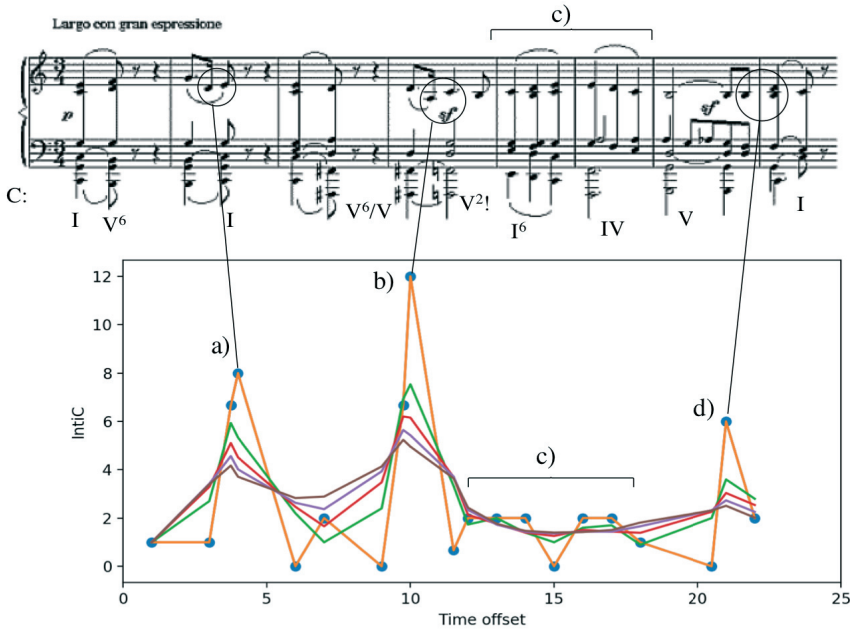 Largo con gran espressione
c)
p
sf
sf
C:
I
V⁶
I
V⁶/V
V²!
I⁶
IV
V
I
12
10
8
6
4
2
0
IntiC
a)
b)
c)
d)
0
5
10
15
20
25
Time offset